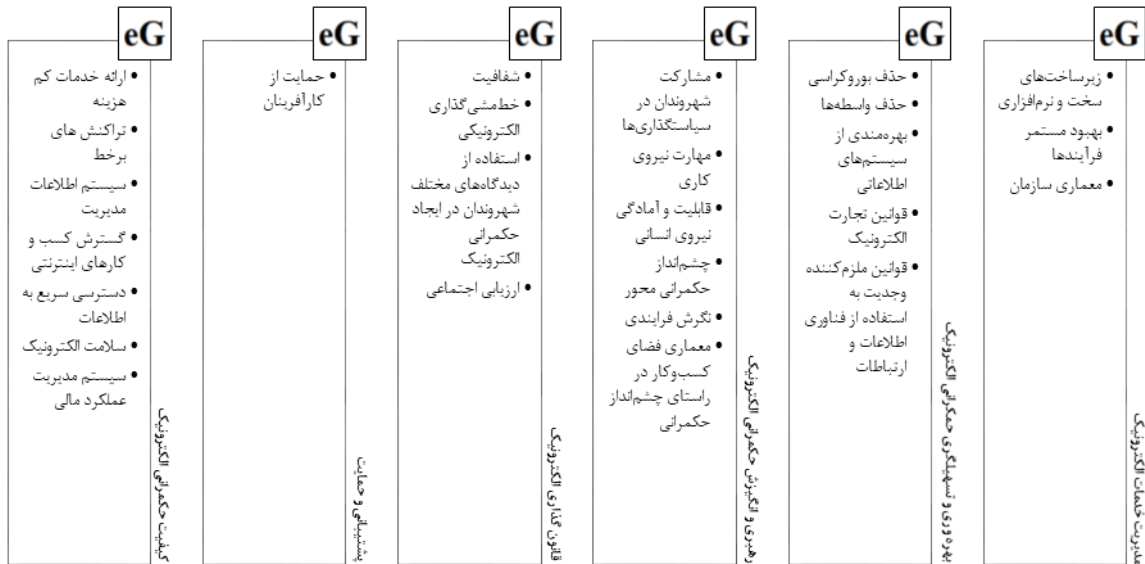 eG
زیرساخت‌های
سخت و نرم‌افزاری
بهبود مستمر
فرآیندها
معماری سازمان
مدیریت خدمات الکترونیک
eG
حذف بوروکراسی
حذف واسطه‌ها
بهره‌مندی از
سیستم‌های
اطلاعاتی
قوانین تجارت
الکترونیک
قوانین ملزم‌کننده
وجدیت به
استفاده از فناوری
اطلاعات و
ارتباطات
بهره وری و تسهیلگری حمکرانی الکترونیک
eG
مشارکت
شهروندان در
سیاستگذاری‌ها
مهارت نیروی
کاری
قابلیت و آمادگی
نیروی انسانی
چشم‌انداز
حکمرانی محور
نگرش فرایندی
معماری فضای
کسب‌وکار در
راستای چشم‌انداز
حکمرانی
رهبری و انگیزش حکمرانی الکترونیک
eG
شفافیت
خط‌مشی‌گذاری
الکترونیکی
استفاده از
دیدگاه‌های مختلف
شهروندان در ایجاد
حکمرانی
الکترونیک
ارزیابی اجتماعی
قانون گذاری الکترونیک
eG
حمایت از
کارآفرینان
پشتیبانی و حمایت
eG
ارائه خدمات کم
هزینه
تراکنش های
برخط
سیستم اطلاعات
مدیریت
گسترش کسب و
کارهای اینترنتی
دسترسی سریع به
اطلاعات
سلامت الکترونیک
سیستم مدیریت
عملکرد مالی
کیفیت حکمرانی الکترونیک